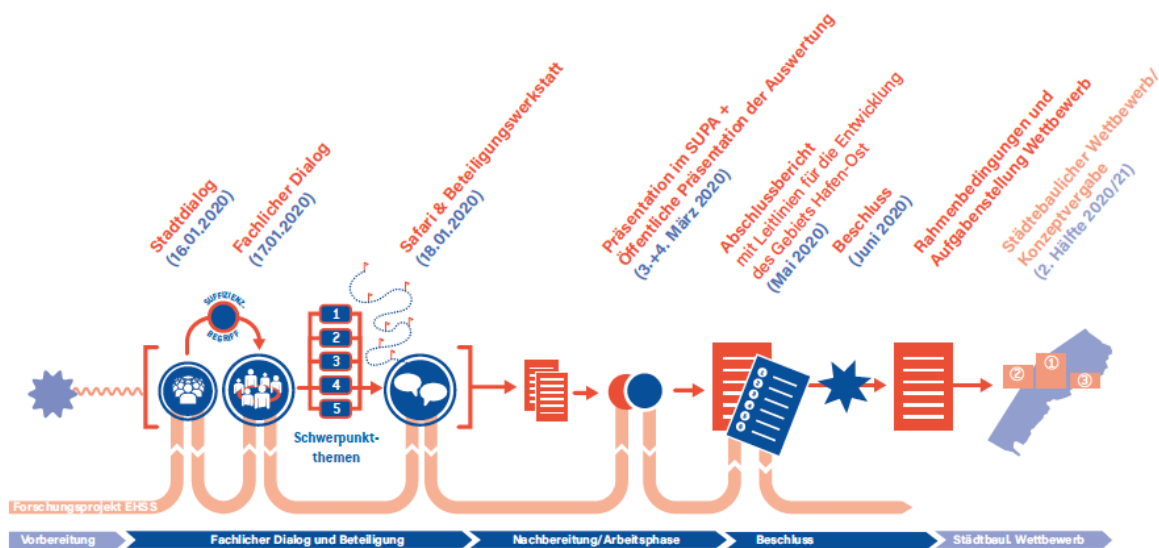 Stadtdialog
(16.01.2020)
Fachlicher Dialog
(17.01.2020)
Safari & Beteiligungswerkstatt
(18.01.2020)
Präsentation im SUPA +
Öffentliche Präsentation der Auswertung
(3.+4. März 2020)
Abschlussbericht
mit Leitlinien für die Entwicklung
des Gebiets Hafen-Ost
(Mai 2020)
Beschluss
(Juni 2020)
Rahmenbedingungen und
Aufgabenstellung Wettbewerb
Städtebaulicher Wettbewerb/
Konzeptvergabe
(2. Hälfte 2020/21)
SUFFIZIENZ-
BEGRIFF
1
2
3
4
5
Schwerpunkt-
themen
①
②
③
Forschungsprojekt EHSS
Vorbereitung
Fachlicher Dialog und Beteiligung
Nachbereitung/Arbeitsphase
Beschluss
Städtbaul. Wettbewerb